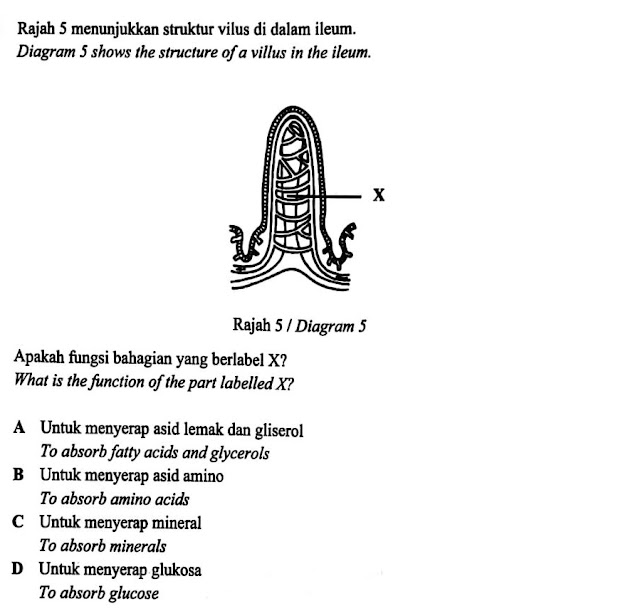 Rajah 5 menunjukkan struktur vilus di dalam ileum.
Diagram 5 shows the structure of a villus in the ileum.
X
Rajah 5 / Diagram 5
Apakah fungsi bahagian yang berlabel X?
What is the function of the part labelled X?
A Untuk menyerap asid lemak dan gliserol
To absorb fatty acids and glycerols
B Untuk menyerap asid amino
To absorb amino acids
C Untuk menyerap mineral
To absorb minerals
D Untuk menyerap glukosa
To absorb glucose